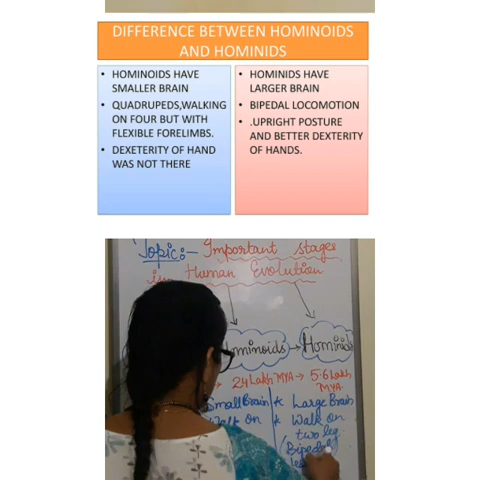 DIFFERENCE BETWEEN HOMINOIDS
AND HOMINIDS
• HOMINOIDS HAVE
SMALLER BRAIN
• QUADRUPEDS,WALKING
ON FOUR BUT WITH
FLEXIBLE FORELIMBS.
• DEXETERITY OF HAND
WAS NOT THERE
• HOMINIDS HAVE
LARGER BRAIN
• BIPEDAL LOCOMOTION
• .UPRIGHT POSTURE
AND BETTER DEXTERITY
OF HANDS.
Topic:- Important stages
in Human Evolution
ominoids → Hominid
→ 24 Lakh MYA → 5.6 Lakh
MYA.
Small Brain * Large Brain
Walk on * Walk on
two leg
(Bipedal)